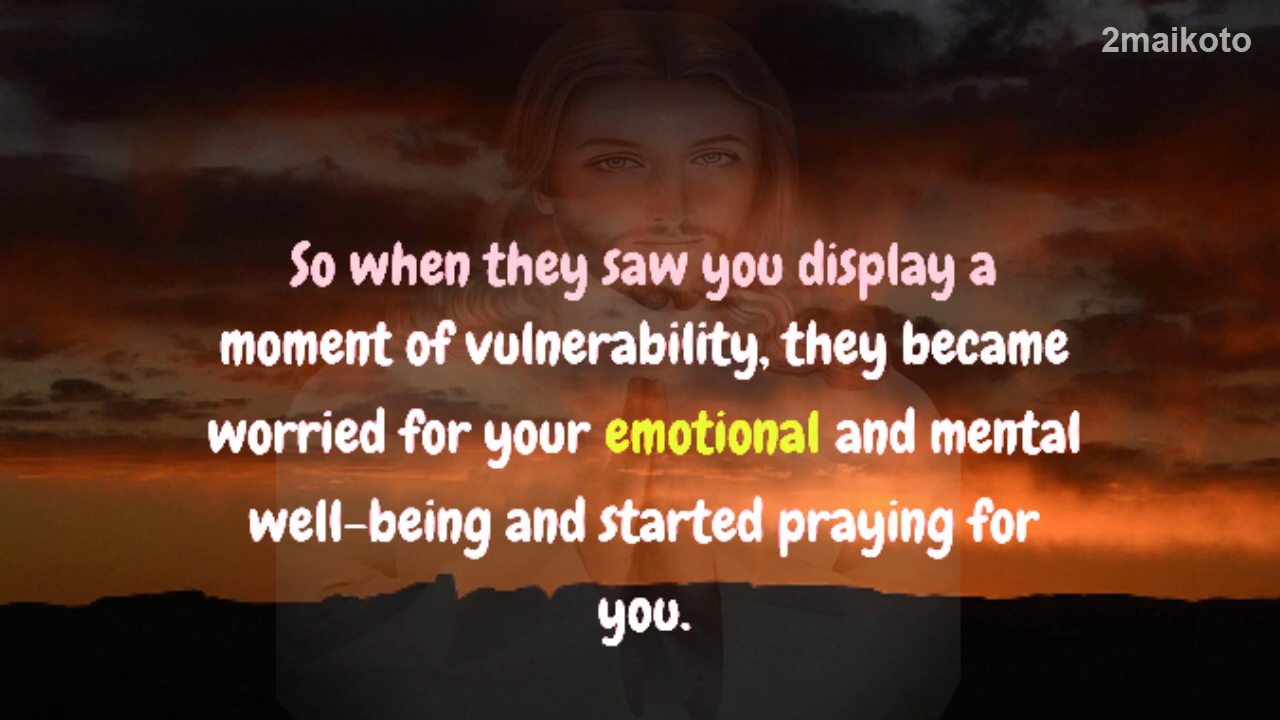 2maikoto
So when they saw you display a
moment of vulnerability, they became
worried for your emotional and mental
well-being and started praying for
you.